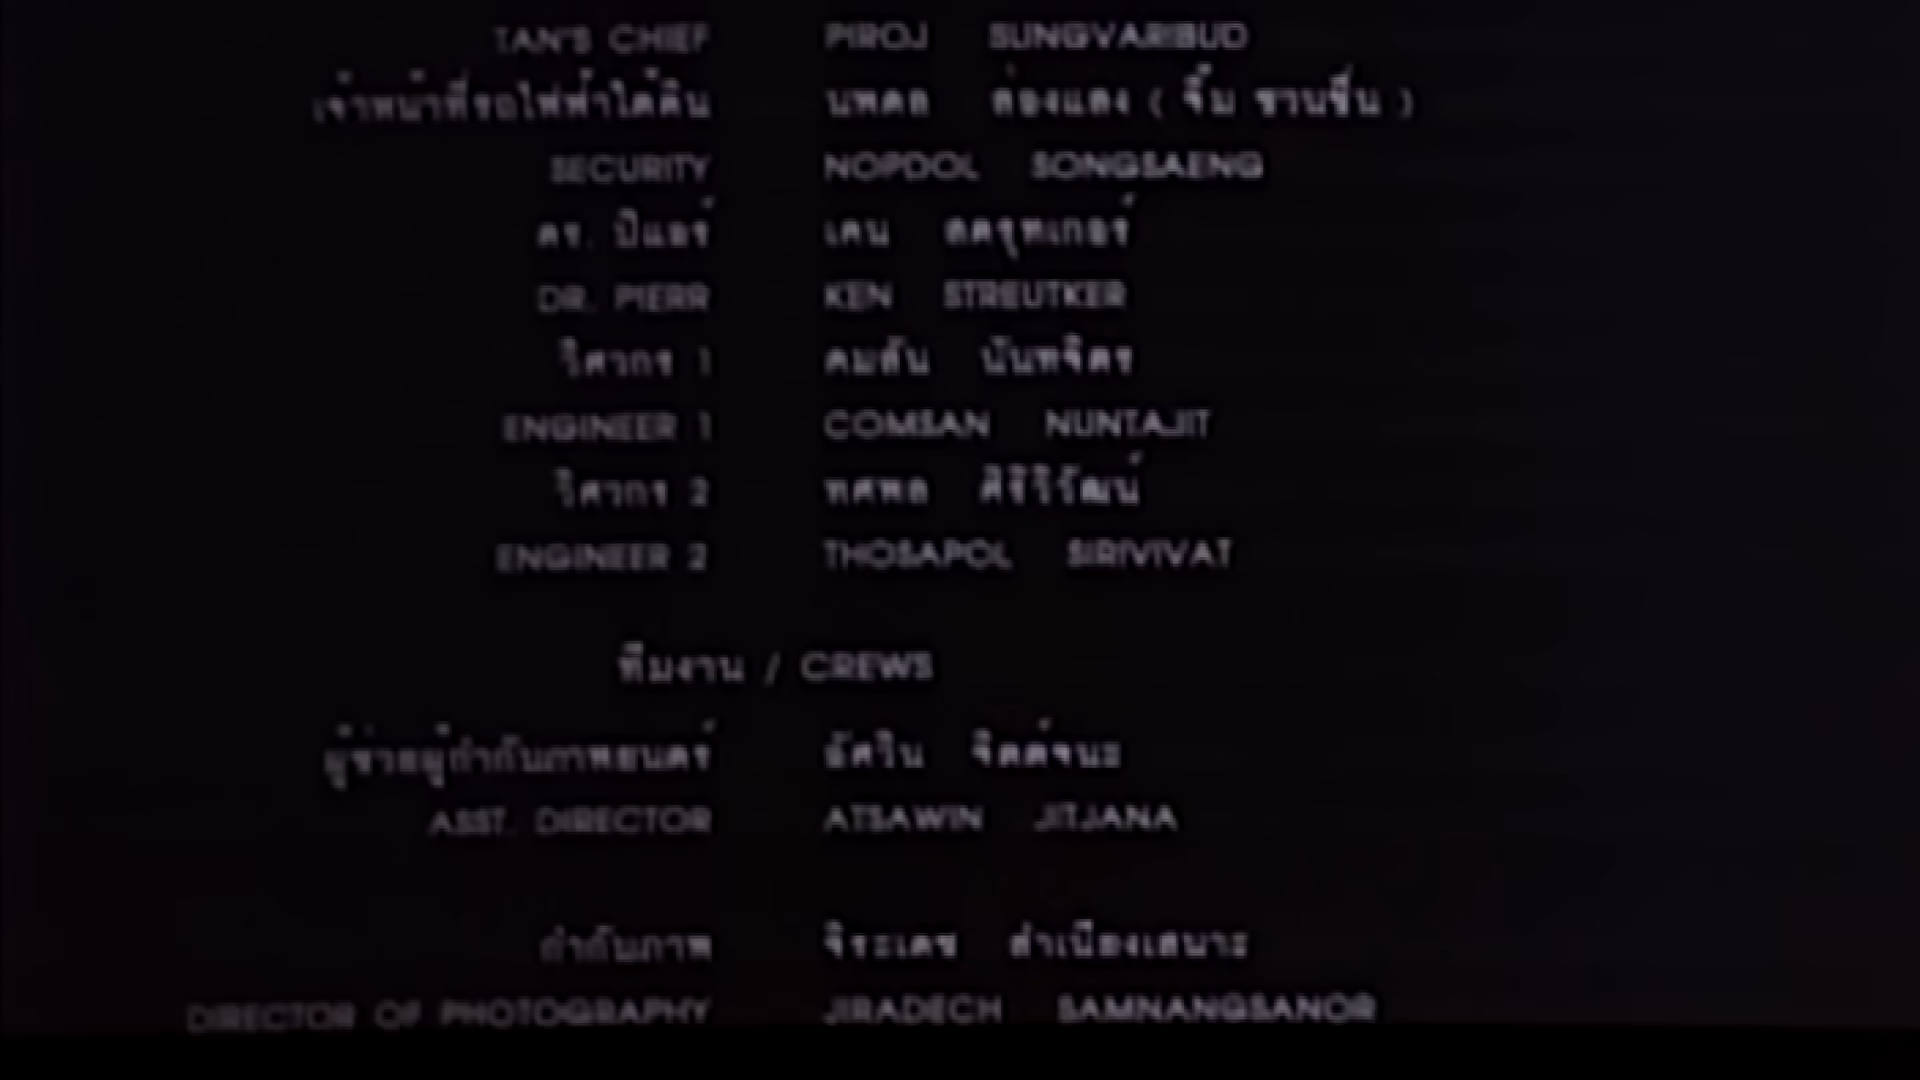 TAN'S CHIEF PIROJ SUNGVARIBUD
เจ้าหน้าที่รถไฟฟ้าใต้ดิน นพดล ส่องแสง ( จิ้ม ชวนชื่น )
SECURITY NOPDOL SONGSAENG
ดร. ปิแอร์ เคน สตรุทเกอร์
DR. PIERR KEN STREUTKER
วิศวกร 1 คมสัน นันทจิตร
ENGINEER 1 COMSAN NUNTAJIT
วิศวกร 2 ทศพล ศิริวิวัฒน์
ENGINEER 2 THOSAPOL SIRIVIVAT
ทีมงาน / CREWS
ผู้ช่วยผู้กำกับภาพยนตร์ อัศวิน จิตต์จนะ
ASST. DIRECTOR ATSAWIN JITJANA
กำกับภาพ จิระเดช สำเนียงเสนาะ
DIRECTOR OF PHOTOGRAPHY JIRADECH SAMNANGSANOR